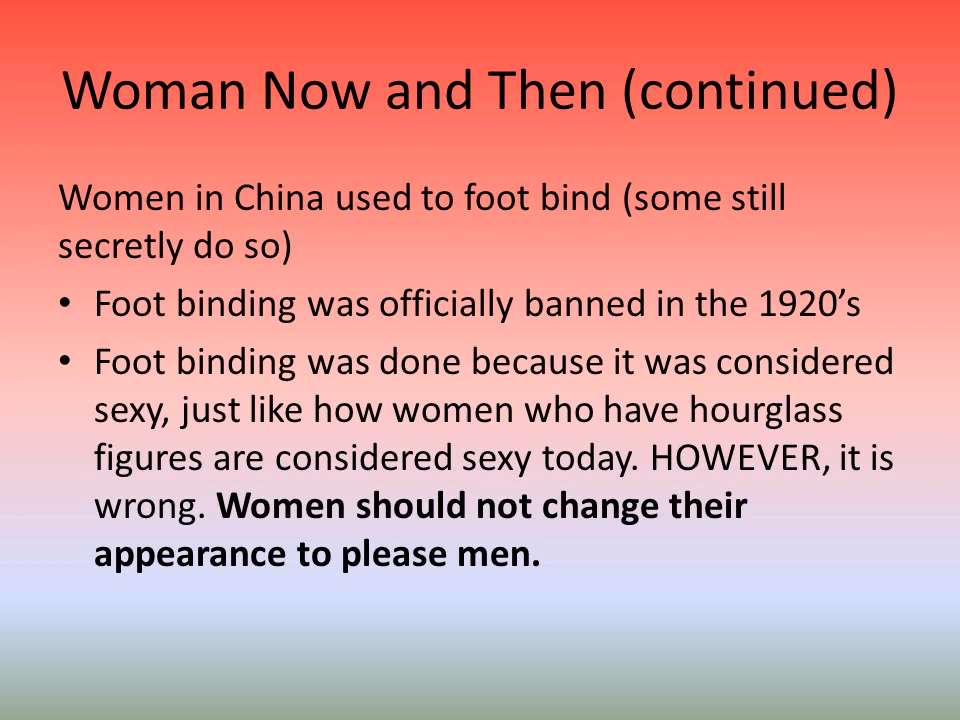 Woman Now and Then (continued)
Women in China used to foot bind (some still
secretly do so)
• Foot binding was officially banned in the 1920’s
• Foot binding was done because it was considered
sexy, just like how women who have hourglass
figures are considered sexy today. HOWEVER, it is
wrong. Women should not change their
appearance to please men.